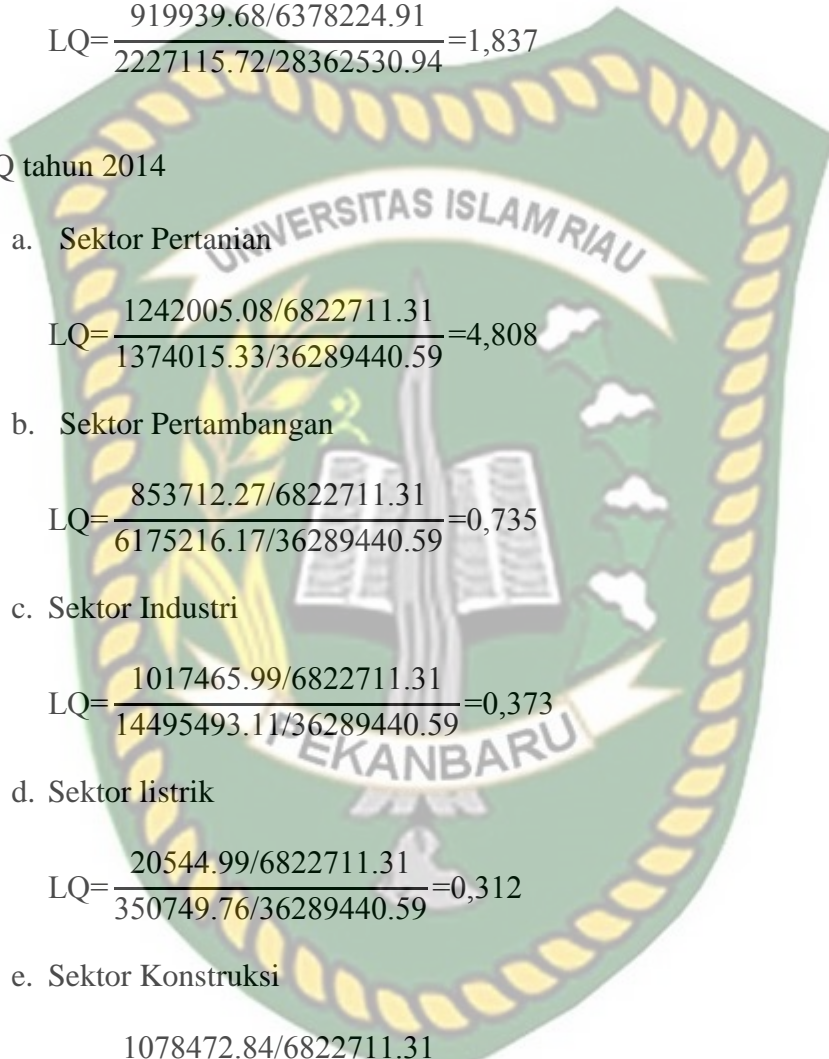 LQ= 919939.68/6378224.91
2227115.72/28362530.94 =1,837
Q tahun 2014
UNIVERSITAS ISLAM RIAU
a. Sektor Pertanian
LQ= 1242005.08/6822711.31
1374015.33/36289440.59 =4,808
b. Sektor Pertambangan
LQ= 853712.27/6822711.31
6175216.17/36289440.59 =0,735
c. Sektor Industri
LQ= 1017465.99/6822711.31
14495493.11/36289440.59 =0,373
PEKANBARU
d. Sektor listrik
LQ= 20544.99/6822711.31
350749.76/36289440.59 =0,312
e. Sektor Konstruksi
1078472.84/6822711.31